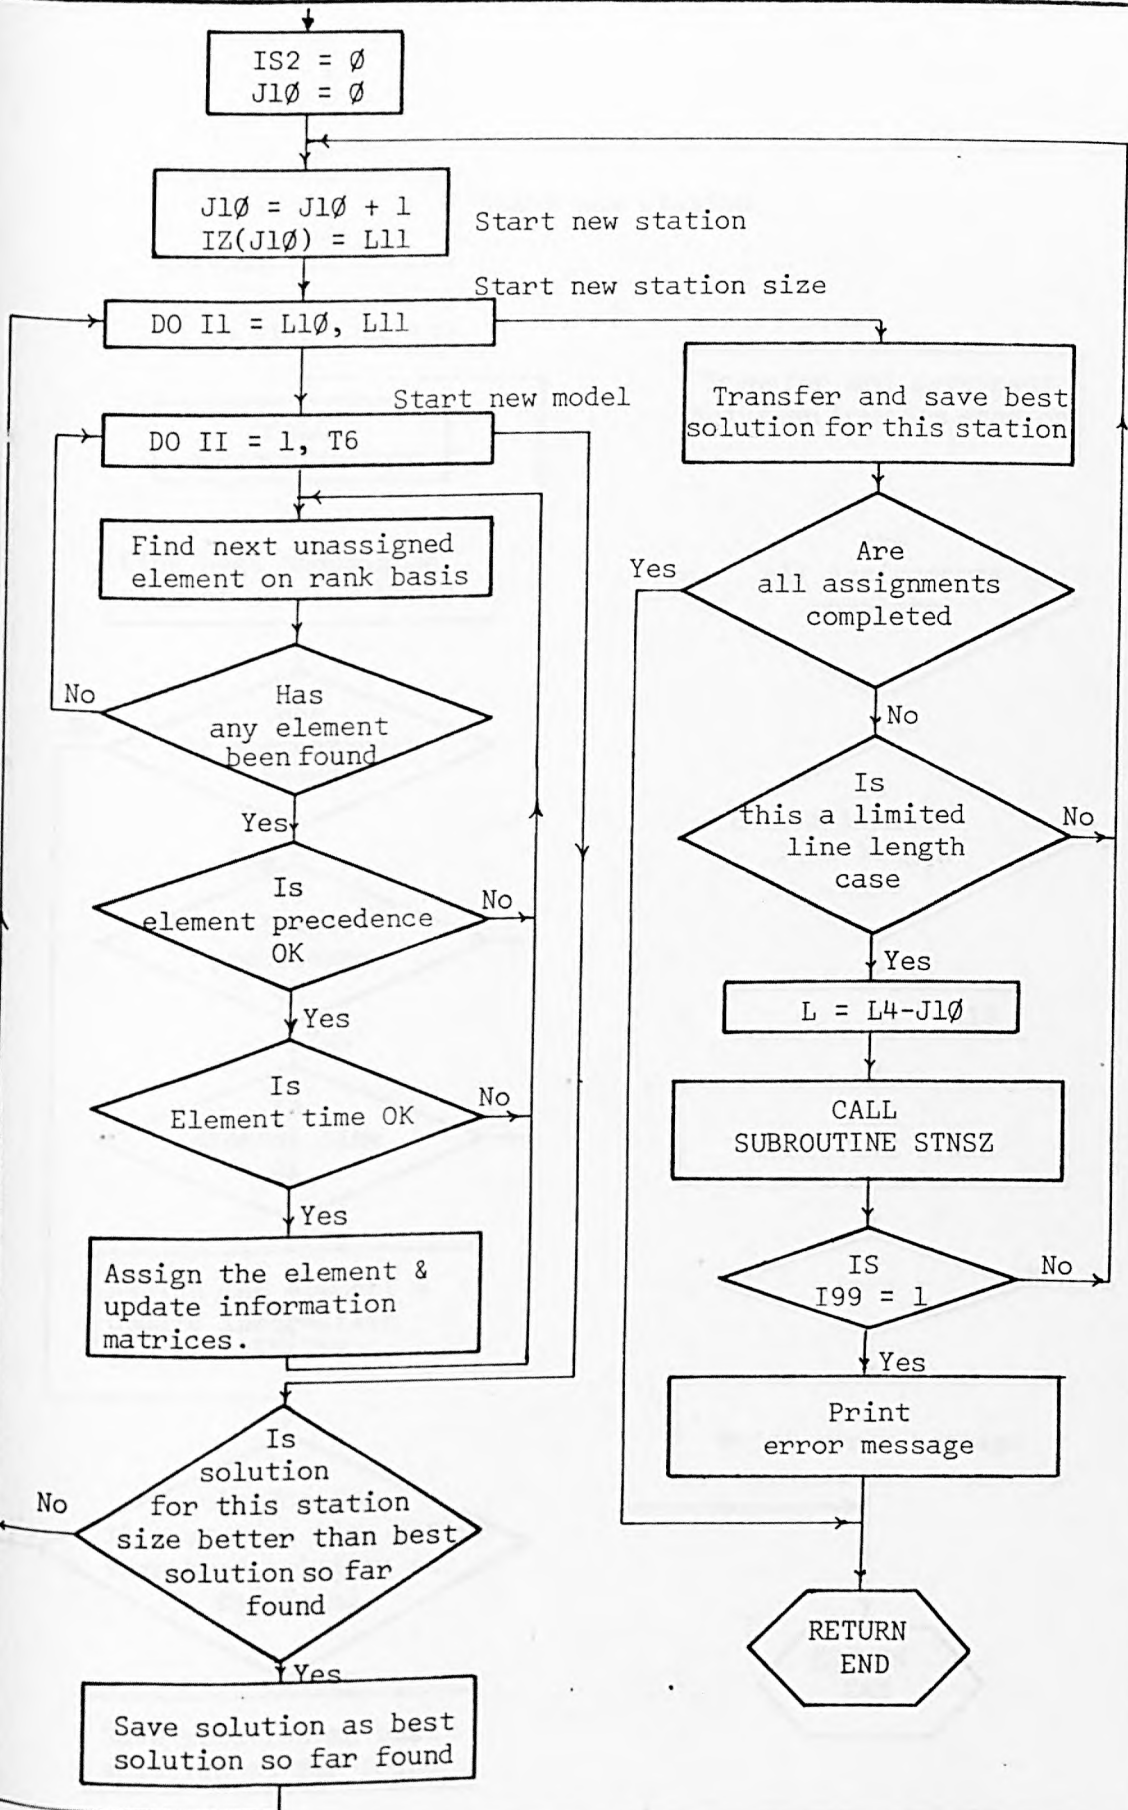 IS2 = Ø
J1Ø = Ø
J1Ø = J1Ø + 1
IZ(J1Ø) = L11
Start new station
Start new station size
DO I1 = L1Ø, L11
Start new model
DO II = 1, T6
Find next unassigned
element on rank basis
No
Has
any element
been found
Yes
Is
element precedence
OK
No
Yes
Is
Element time OK
No
Yes
Assign the element &
update information
matrices.
Is
solution
for this station
size better than best
solution so far
found
No
Yes
Save solution as best
solution so far found
Transfer and save best
solution for this station
Are
all assignments
completed
Yes
No
Is
this a limited
line length
case
No
Yes
L = L4-J1Ø
CALL
SUBROUTINE STNSZ
IS
I99 = 1
No
Yes
Print
error message
RETURN
END